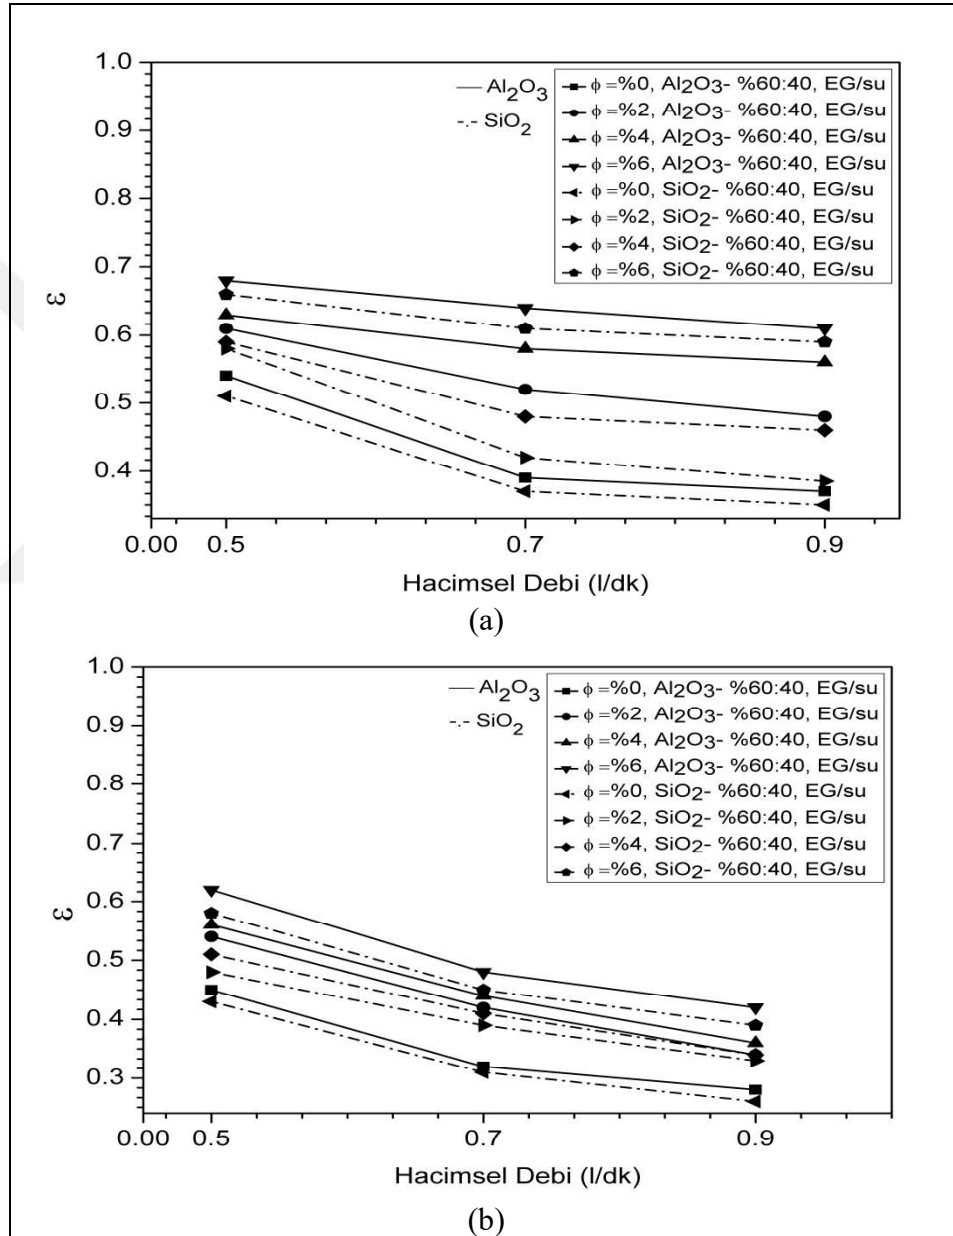 1.0
0.9
0.8
0.7
0.6
0.5
0.4
ε
Al2O3
SiO2
ϕ =%0, Al2O3- %60:40, EG/su
ϕ =%2, Al2O3- %60:40, EG/su
ϕ =%4, Al2O3- %60:40, EG/su
ϕ =%6, Al2O3- %60:40, EG/su
ϕ =%0, SiO2- %60:40, EG/su
ϕ =%2, SiO2- %60:40, EG/su
ϕ =%4, SiO2- %60:40, EG/su
ϕ =%6, SiO2- %60:40, EG/su
0.00 0.5 0.7 0.9
Hacimsel Debi (l/dk)
(a)
1.0
0.9
0.8
0.7
0.6
0.5
0.4
0.3
ε
Al2O3
SiO2
ϕ =%0, Al2O3- %60:40, EG/su
ϕ =%2, Al2O3- %60:40, EG/su
ϕ =%4, Al2O3- %60:40, EG/su
ϕ =%6, Al2O3- %60:40, EG/su
ϕ =%0, SiO2- %60:40, EG/su
ϕ =%2, SiO2- %60:40, EG/su
ϕ =%4, SiO2- %60:40, EG/su
ϕ =%6, SiO2- %60:40, EG/su
0.00 0.5 0.7 0.9
Hacimsel Debi (l/dk)
(b)